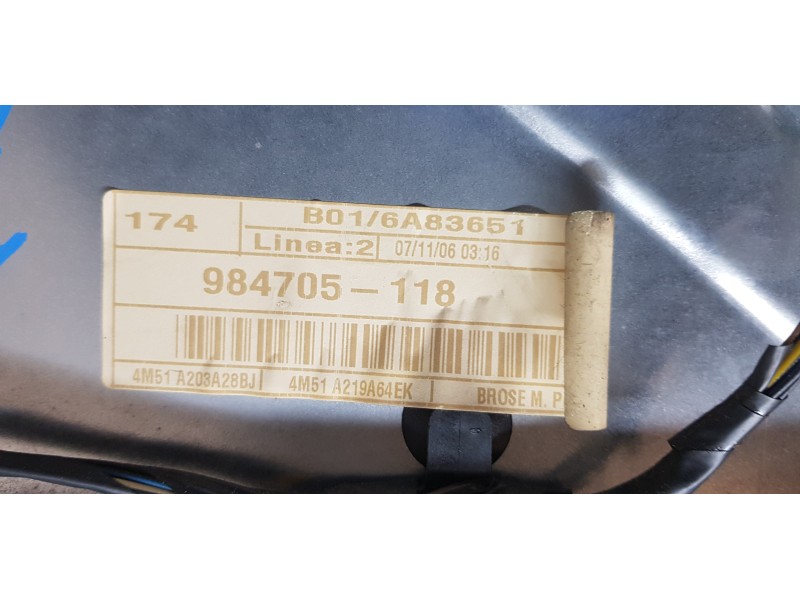 174
B01/6A83651
Linea:2
07/11/06 03:16
984705-118
4M51 A203A28BJ
4M51 A219A64EK
BROSE M. P